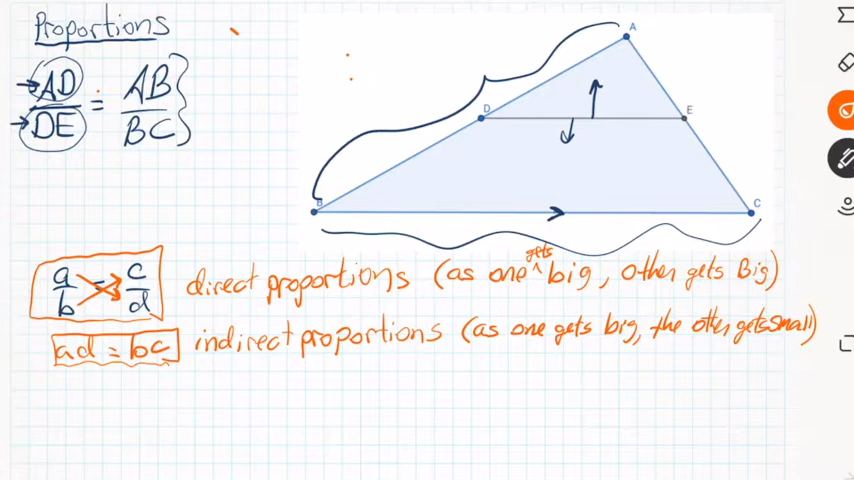 Proportions
AD/DE = AB/BC
A
D
E
B
C
a/b = c/d direct proportions (as one gets big, other gets Big)
ad = bc indirect proportions (as one gets big, the other gets small)